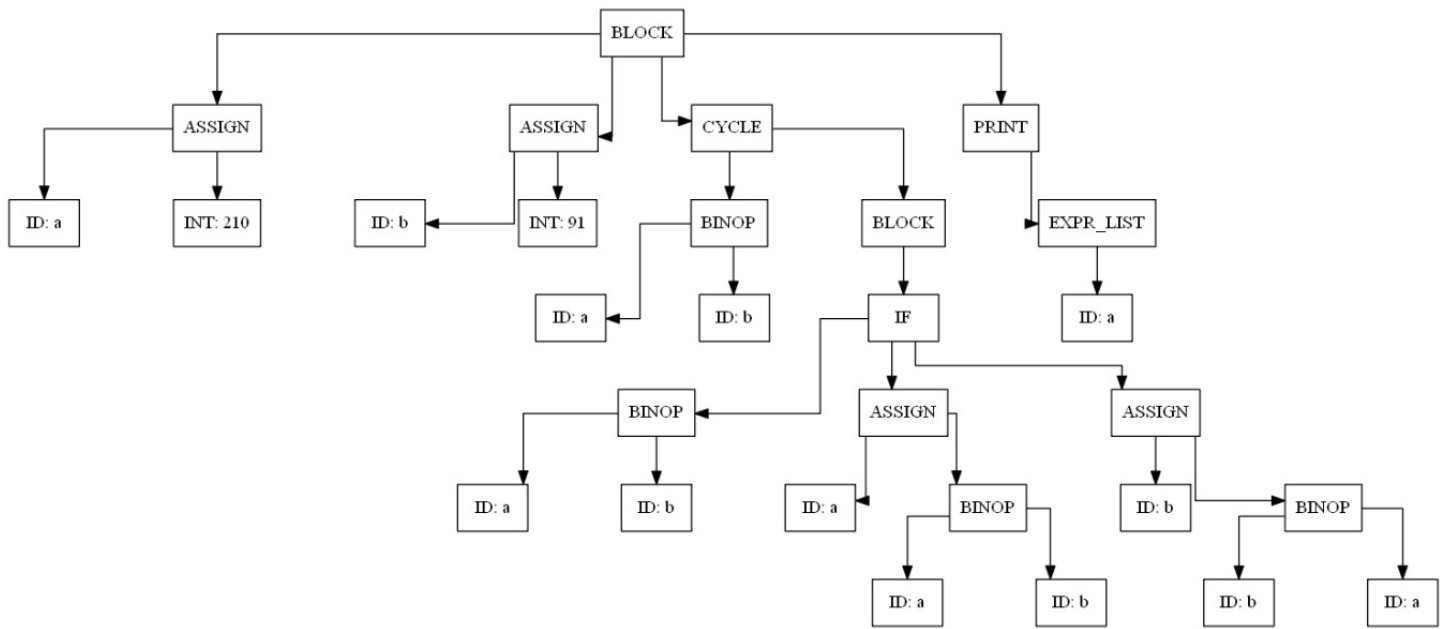 BLOCK
ASSIGN
ASSIGN
CYCLE
PRINT
ID: a
INT: 210
ID: b
INT: 91
BINOP
BLOCK
EXPR_LIST
ID: a
ID: b
IF
ID: a
BINOP
ASSIGN
ASSIGN
ID: a
ID: b
ID: a
BINOP
ID: b
BINOP
ID: a
ID: b
ID: b
ID: a